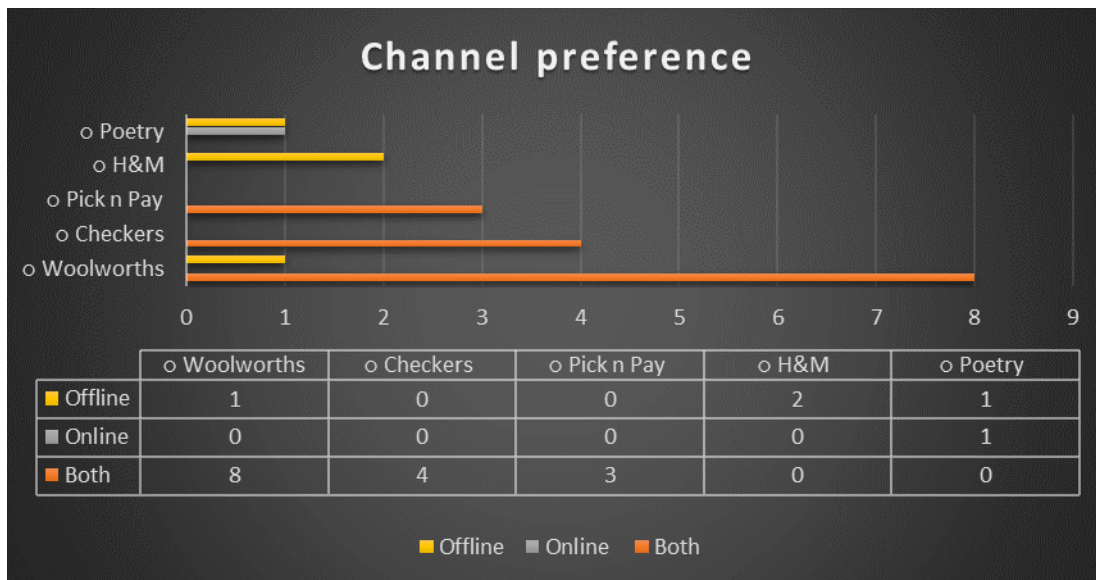 Channel preference
○ Poetry
○ H&M
○ Pick n Pay
○ Checkers
○ Woolworths
0 1 2 3 4 5 6 7 8 9
○ Woolworths ○ Checkers ○ Pick n Pay ○ H&M ○ Poetry
Offline 1 0 0 2 1
Online 0 0 0 0 1
Both 8 4 3 0 0
Offline Online Both